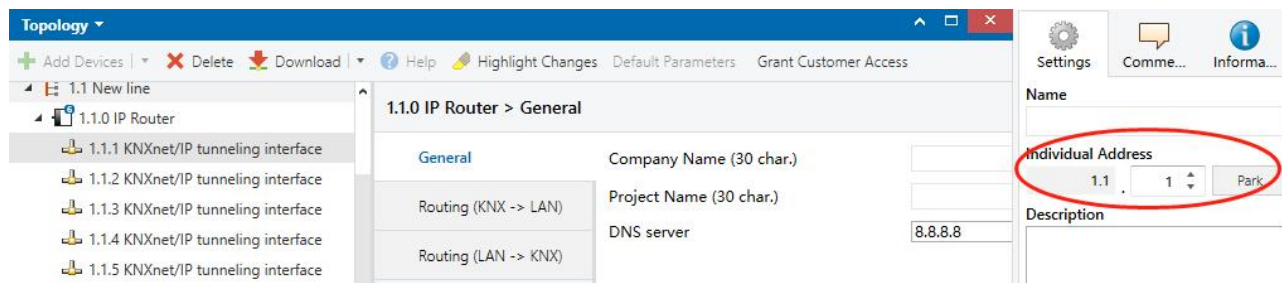 Topology
Add Devices Delete Download Help Highlight Changes Default Parameters Grant Customer Access
1.1 New line
6
1.1.0 IP Router
1.1.1 KNXnet/IP tunneling interface
1.1.2 KNXnet/IP tunneling interface
1.1.3 KNXnet/IP tunneling interface
1.1.4 KNXnet/IP tunneling interface
1.1.5 KNXnet/IP tunneling interface
1.1.0 IP Router > General
General
Routing (KNX -> LAN)
Routing (LAN -> KNX)
Company Name (30 char.)
Project Name (30 char.)
DNS server 8.8.8.8
Settings Comme... Informa...
Name
Individual Address
1.1 . 1 Park
Description